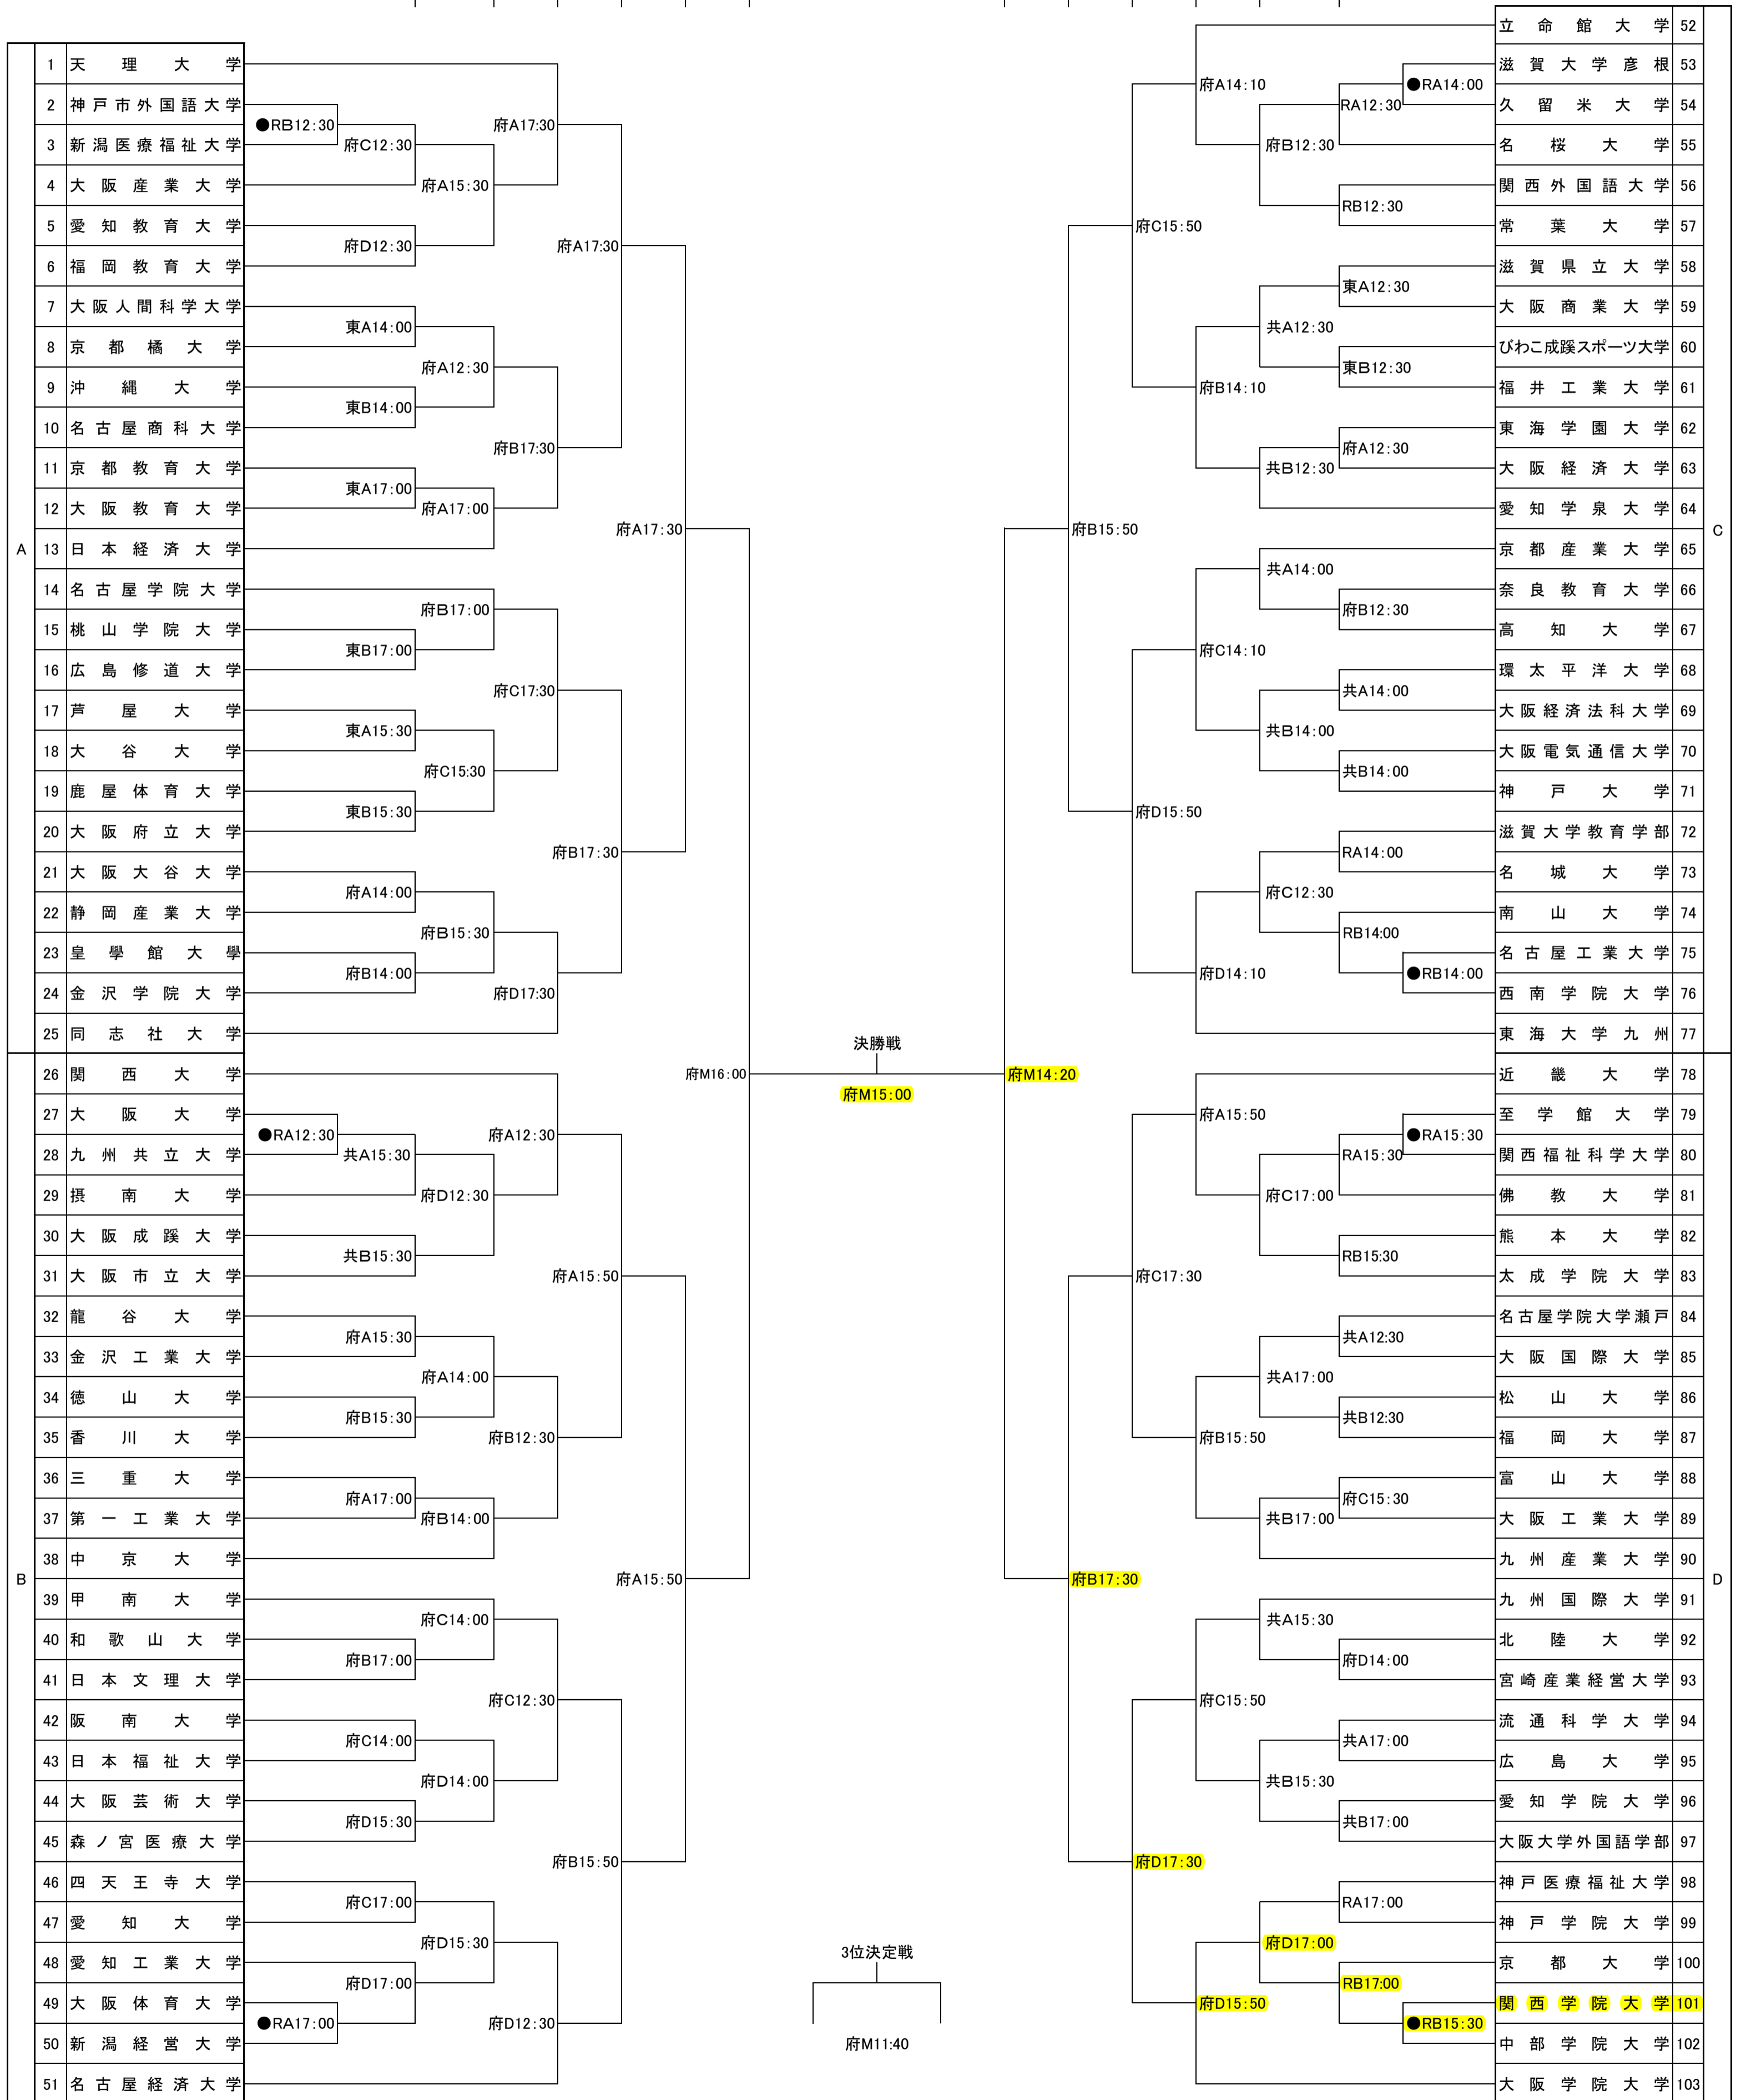 A
1 天理大学
2 神戸市外国語大学
3 新潟医療福祉大学
4 大阪産業大学
5 愛知教育大学
6 福岡教育大学
7 大阪人間科学大学
8 京都橘大学
9 沖縄大学
10 名古屋商科大学
11 京都教育大学
12 大阪教育大学
13 日本経済大学
14 名古屋学院大学
15 桃山学院大学
16 広島修道大学
17 芦屋大学
18 大谷大学
19 鹿屋体育大学
20 大阪府立大学
21 大阪大谷大学
22 静岡産業大学
23 皇學館大學
24 金沢学院大学
25 同志社大学
B
26 関西大学
27 大阪大学
28 九州共立大学
29 摂南大学
30 大阪成蹊大学
31 大阪市立大学
32 龍谷大学
33 金沢工業大学
34 徳山大学
35 香川大学
36 三重大学
37 第一工業大学
38 中京大学
39 甲南大学
40 和歌山大学
41 日本文理大学
42 阪南大学
43 日本福祉大学
44 大阪芸術大学
45 森ノ宮医療大学
46 四天王寺大学
47 愛知大学
48 愛知工業大学
49 大阪体育大学
50 新潟経営大学
51 名古屋経済大学
●RB12:30
●RA12:30
●RA17:00
府C12:30
府D12:30
東A14:00
東B14:00
東A17:00
東B17:00
東A15:30
東B15:30
府A14:00
府B14:00
共A15:30
共B15:30
府A15:30
府B15:30
府A17:00
府B17:00
府C14:00
府D15:30
府C17:00
府D17:00
府A15:30
府A12:30
府A17:00
府B17:00
府C15:30
府B15:30
府D12:30
府A14:00
府B14:00
府C14:00
府D14:00
府D15:30
府A17:30
府B17:30
府C17:30
府D17:30
府A12:30
府B12:30
府C12:30
府D12:30
府A17:30
府B17:30
府A15:50
府B15:50
府A17:30
府A15:50
府M16:00
決勝戦
府M15:00
3位決定戦
府M11:40
府M14:20
府B15:50
府B17:30
府C15:50
府D15:50
府C17:30
府D17:30
府A14:10
府B14:10
府C14:10
府D14:10
府A15:50
府B15:50
府C15:50
府D15:50
府B12:30
共A12:30
共B12:30
共A14:00
共B14:00
府C12:30
府C17:00
共A17:00
共B17:00
共A15:30
共B15:30
府D17:00
RA12:30
RB12:30
東A12:30
東B12:30
府A12:30
府B12:30
共A14:00
共B14:00
RA14:00
RB14:00
RA15:30
RB15:30
共A12:30
共B12:30
府C15:30
府D14:00
共A17:00
共B17:00
RA17:00
RB17:00
●RA14:00
●RB14:00
●RA15:30
●RB15:30
立命館大学 52
滋賀大学彦根 53
久留米大学 54
名桜大学 55
関西外国語大学 56
常葉大学 57
滋賀県立大学 58
大阪商業大学 59
びわこ成蹊スポーツ大学 60
福井工業大学 61
東海学園大学 62
大阪経済大学 63
愛知学泉大学 64
京都産業大学 65
奈良教育大学 66
高知大学 67
環太平洋大学 68
大阪経済法科大学 69
大阪電気通信大学 70
神戸大学 71
滋賀大学教育学部 72
名城大学 73
南山大学 74
名古屋工業大学 75
西南学院大学 76
東海大学九州 77
C
近畿大学 78
至学館大学 79
関西福祉科学大学 80
佛教大学 81
熊本大学 82
太成学院大学 83
名古屋学院大学瀬戸 84
大阪国際大学 85
松山大学 86
福岡大学 87
富山大学 88
大阪工業大学 89
九州産業大学 90
九州国際大学 91
北陸大学 92
宮崎産業経営大学 93
流通科学大学 94
広島大学 95
愛知学院大学 96
大阪大学外国語学部 97
神戸医療福祉大学 98
神戸学院大学 99
京都大学 100
関西学院大学 101
中部学院大学 102
大阪学院大学 103
D